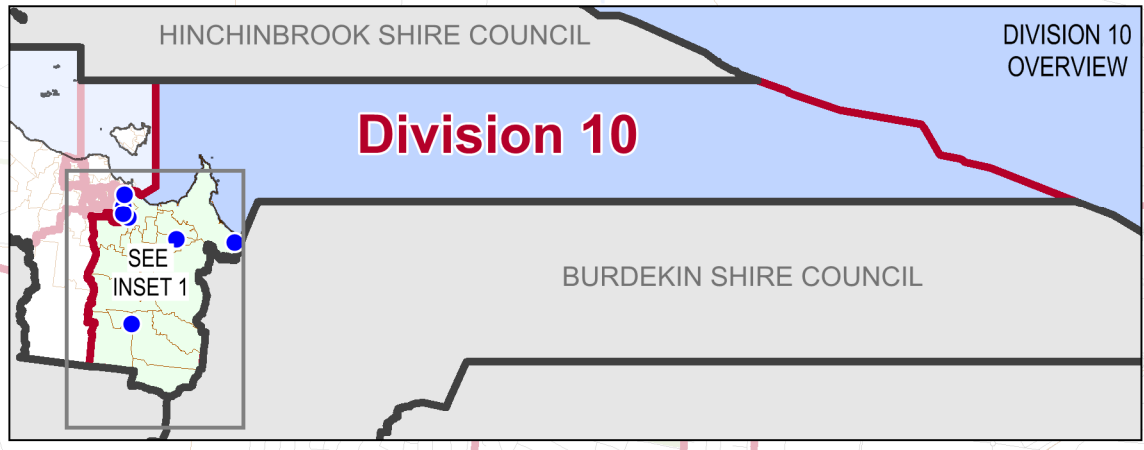 HINCHINBROOK SHIRE COUNCIL
DIVISION 10
OVERVIEW
Division 10
SEE
INSET 1
BURDEKIN SHIRE COUNCIL